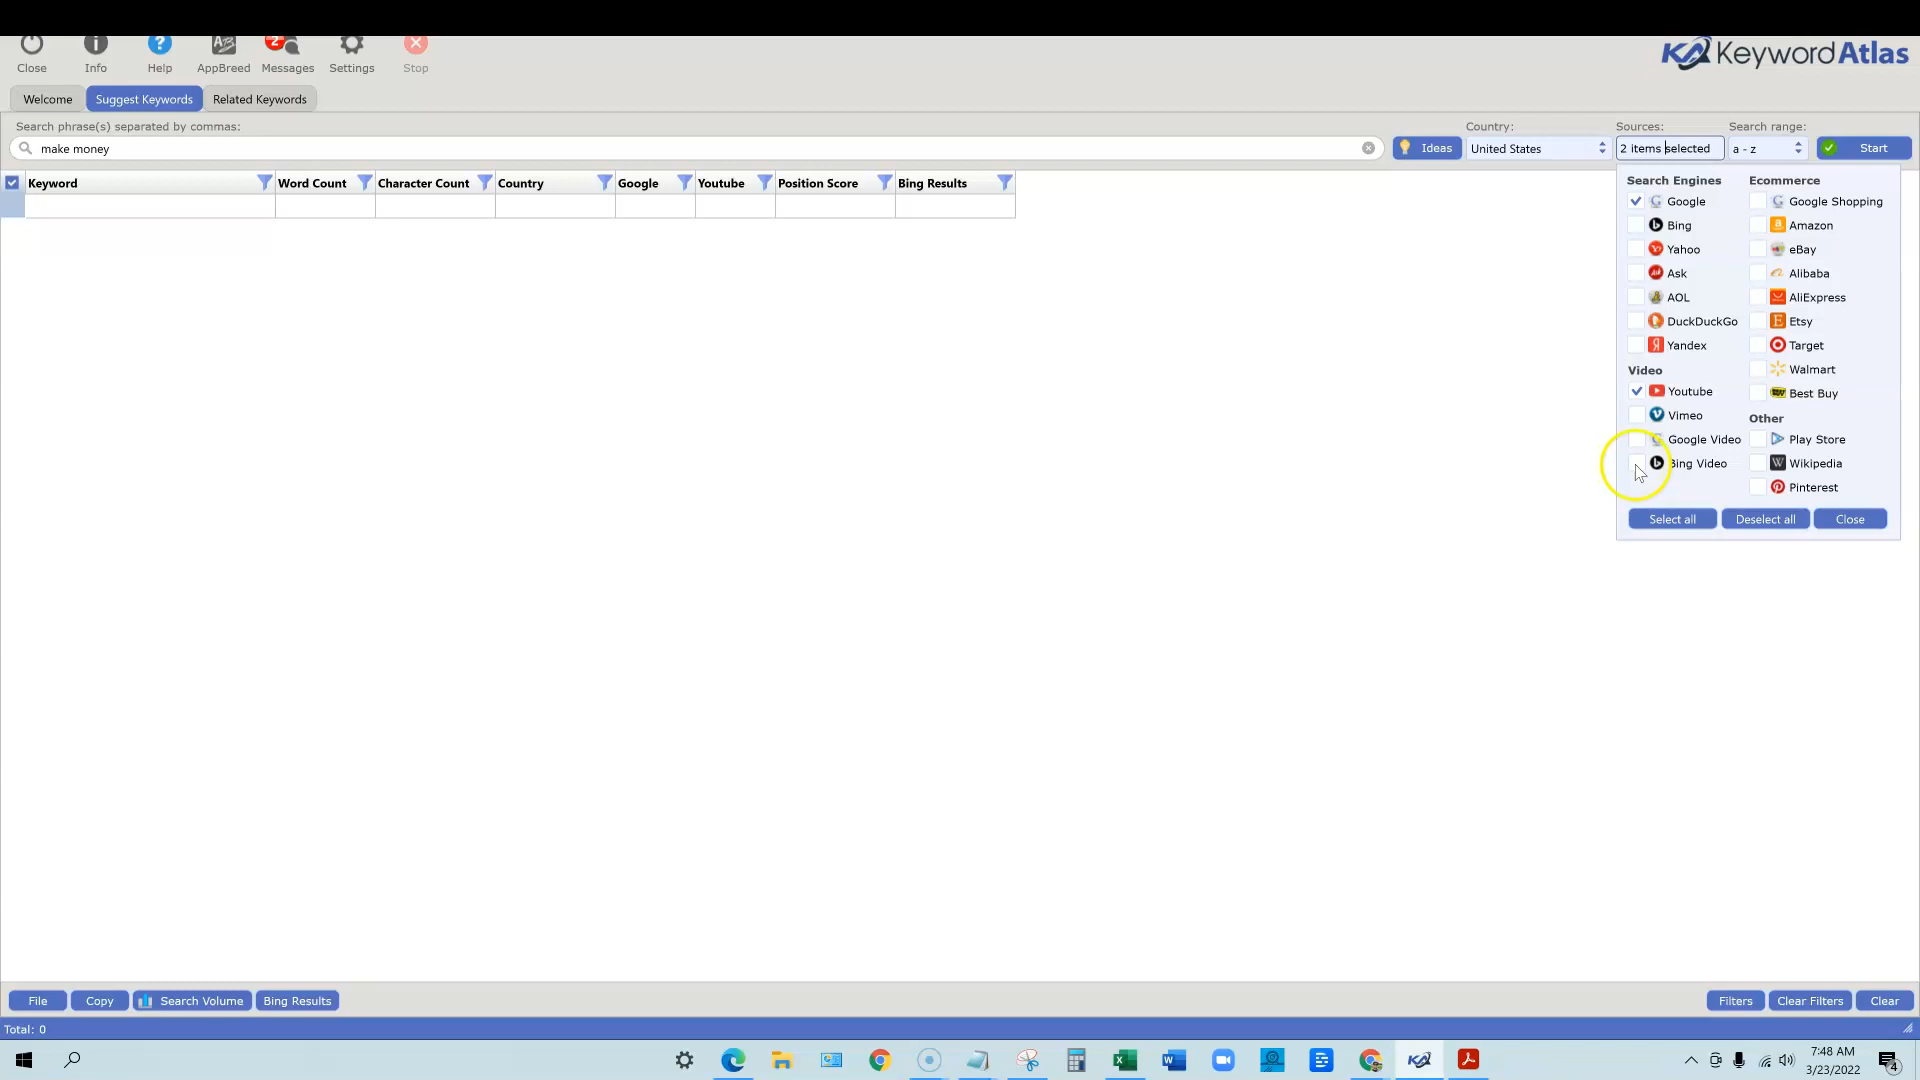 Close Info Help AppBreed 2 Messages Settings Stop
KA KeywordAtlas
Welcome Suggest Keywords Related Keywords
Search phrase(s) separated by commas: Country: Sources: Search range:
make money Ideas United States 2 items selected a - z Start
Keyword Word Count Character Count Country Google Youtube Position Score Bing Results
Search Engines Ecommerce
Google Google Shopping
Bing Amazon
Yahoo eBay
Ask Alibaba
AOL AliExpress
DuckDuckGo Etsy
Yandex Target
Video Walmart
Youtube Best Buy
Vimeo Other
Google Video Play Store
Bing Video Wikipedia
Pinterest
Select all Deselect all Close
File Copy Search Volume Bing Results Filters Clear Filters Clear
Total: 0
7:48 AM
3/23/2022
4